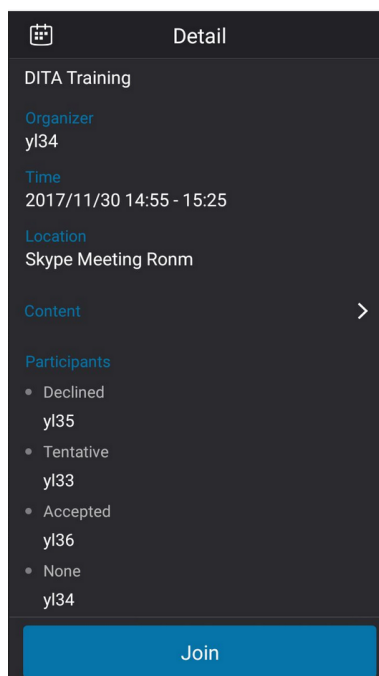 Detail
DITA Training
Organizer
yl34
Time
2017/11/30 14:55 - 15:25
Location
Skype Meeting Ronm
Content
Participants
Declined
yl35
Tentative
yl33
Accepted
yl36
None
yl34
Join